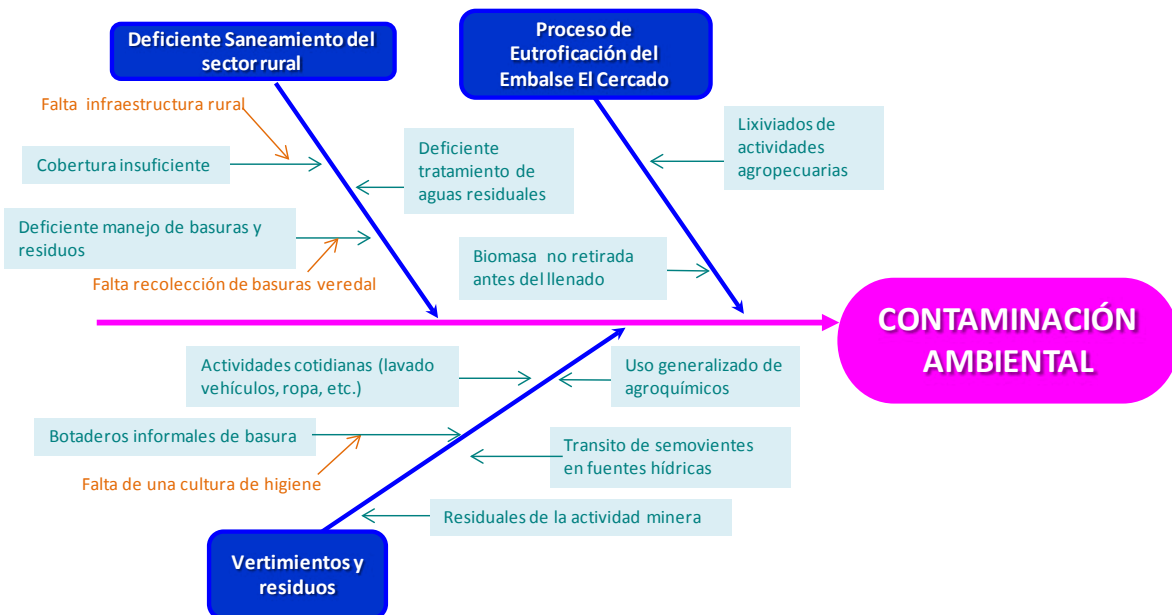 Deficiente Saneamiento del
sector rural
Proceso de
Eutroficación del
Embalse El Cercado
Falta infraestructura rural
Cobertura insuficiente
Deficiente
tratamiento de
aguas residuales
Deficiente manejo de basuras y
residuos
Falta recolección de basuras veredal
Lixiviados de
actividades
agropecuarias
Biomasa no retirada
antes del llenado
CONTAMINACIÓN
AMBIENTAL
Actividades cotidianas (lavado
vehículos, ropa, etc.)
Uso generalizado de
agroquímicos
Botaderos informales de basura
Transito de semovientes
en fuentes hídricas
Falta de una cultura de higiene
Residuales de la actividad minera
Vertimientos y
residuos